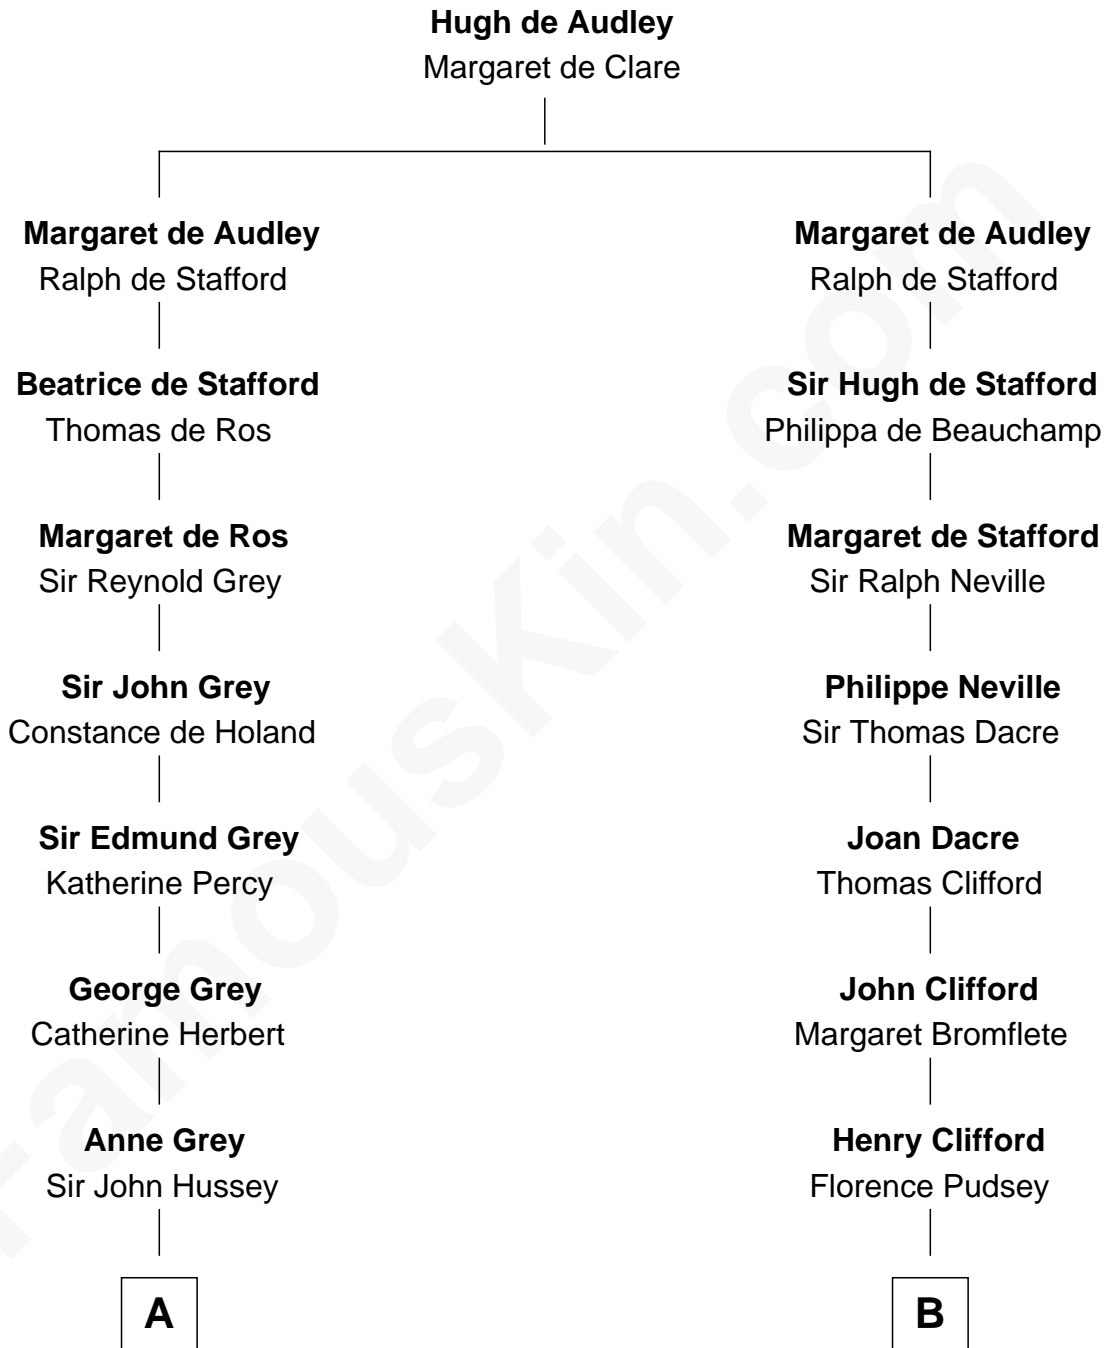 Hugh de Audley
Margaret de Clare
Margaret de Audley
Ralph de Stafford
Margaret de Audley
Ralph de Stafford
Beatrice de Stafford
Thomas de Ros
Sir Hugh de Stafford
Philippa de Beauchamp
Margaret de Ros
Sir Reynold Grey
Margaret de Stafford
Sir Ralph Neville
Sir John Grey
Constance de Holand
Philippe Neville
Sir Thomas Dacre
Sir Edmund Grey
Katherine Percy
Joan Dacre
Thomas Clifford
George Grey
Catherine Herbert
John Clifford
Margaret Bromflete
Anne Grey
Sir John Hussey
Henry Clifford
Florence Pudsey
A
B
FamousKin.com